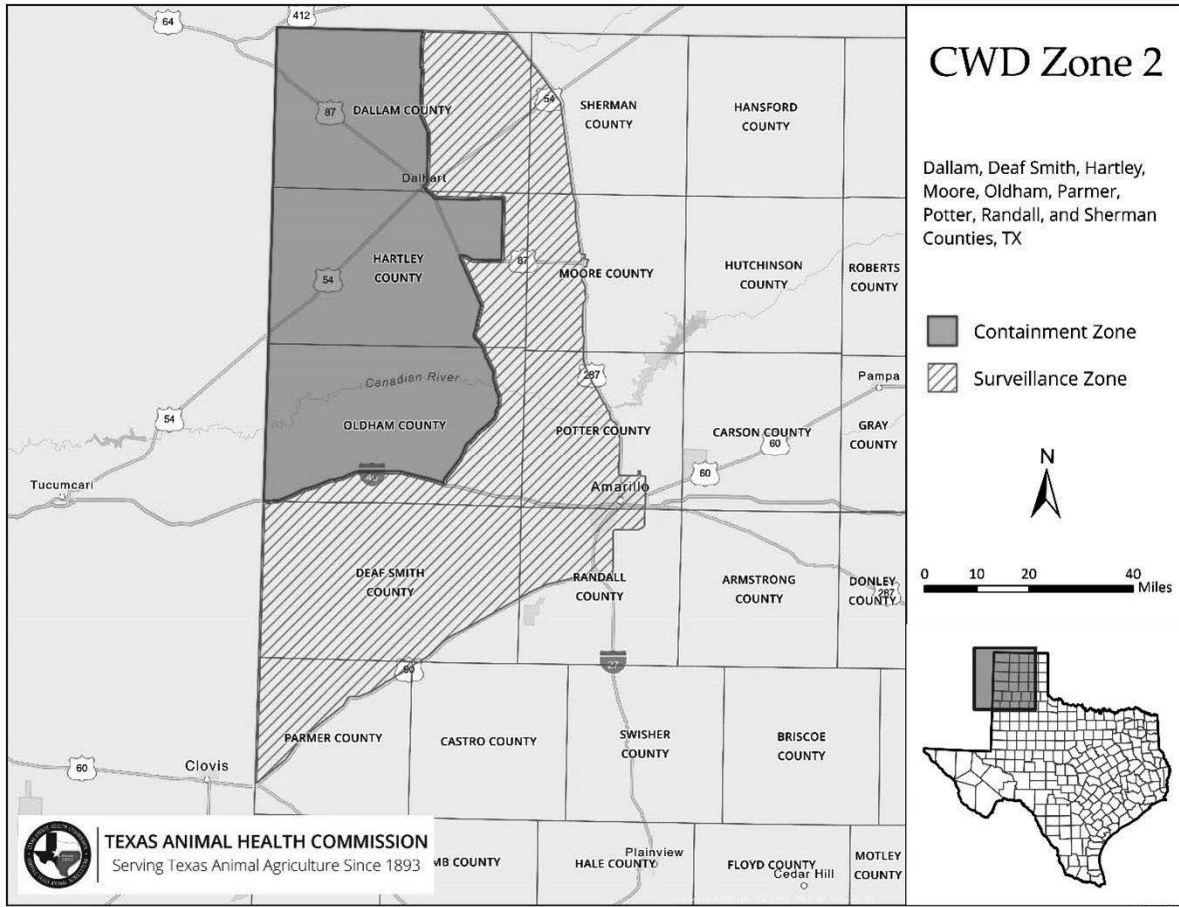 CWD Zone 2
Dallam, Deaf Smith, Hartley,
Moore, Oldham, Parmer,
Potter, Randall, and Sherman
Counties, TX
Containment Zone
Surveillance Zone
N
0 10 20 40
Miles
64
412
DALLAM COUNTY
87
54
SHERMAN
COUNTY
HANSFORD
COUNTY
Dalhart
HARTLEY
COUNTY
54
87
MOORE COUNTY
HUTCHINSON
COUNTY
ROBERTS
COUNTY
Canadian River
287
Pampa
54
OLDHAM COUNTY
POTTER COUNTY
CARSON COUNTY
60
GRAY
COUNTY
60
40
Tucumcari
Amarillo
DEAF SMITH
COUNTY
RANDALL
COUNTY
ARMSTRONG
COUNTY
DONLEY
COUNTY
287
60
27
PARMER COUNTY
CASTRO COUNTY
SWISHER
COUNTY
BRISCOE
COUNTY
60
Clovis
MB COUNTY
HALE COUNTY
Plainview
FLOYD COUNTY
Cedar Hill
MOTLEY
COUNTY
TEXAS ANIMAL HEALTH COMMISSION
Serving Texas Animal Agriculture Since 1893